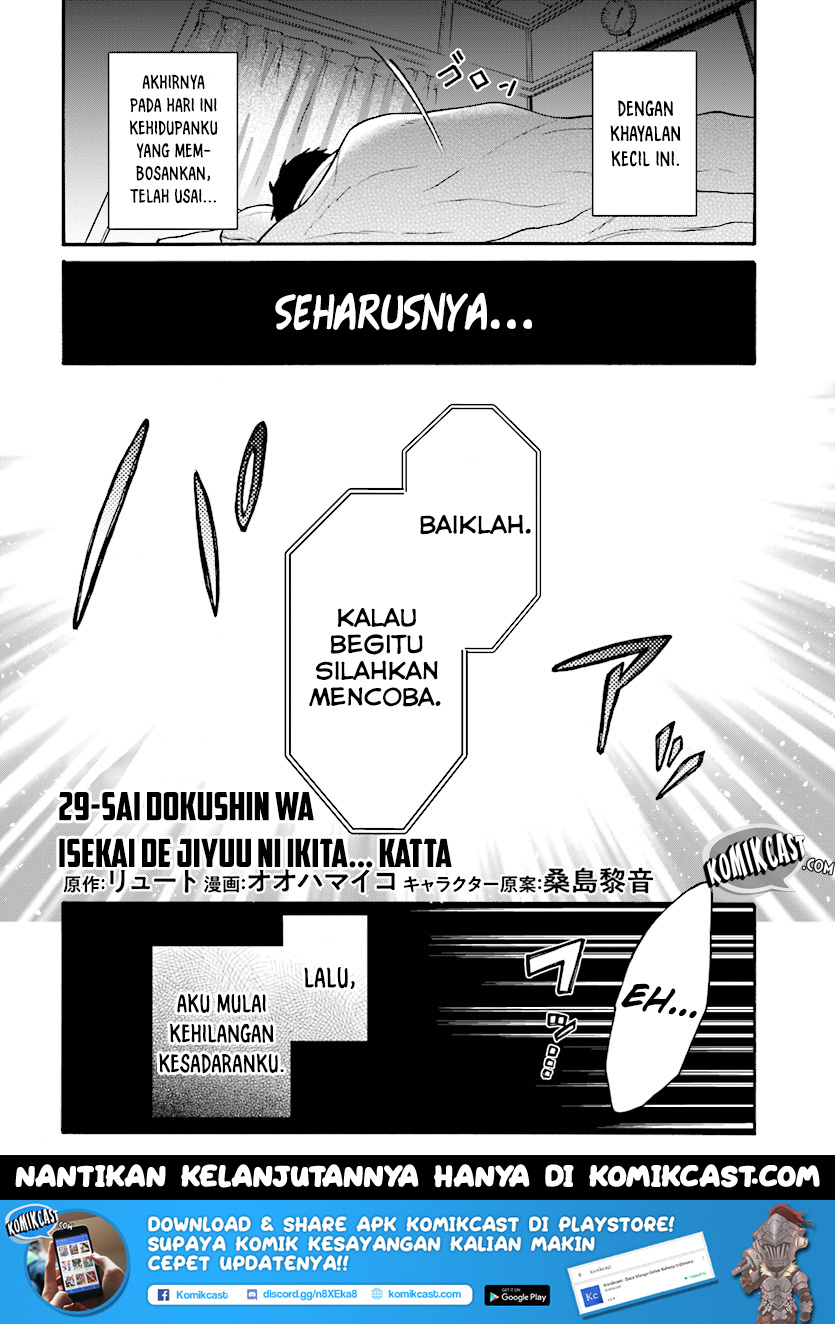 DENGAN
KHAYALAN
KECIL INI.
ゴロン
AKHIRNYA
PADA HARI INI
KEHIDUPANKU
YANG MEM-
BOSANKAN,
TELAH USAI...
SEHARUSNYA...
BAIKLAH.
KALAU
BEGITU
SILAHKAN
MENCOBA.
29-SAI DOKUSHIN WA
ISEKAI DE JIYUU NI IKITA... KATTA
原作:リュート 漫画:オオハマイコ キャラクター原案:桑島黎音
KOMIKCAST
.COM
EH...
LALU,
AKU MULAI
KEHILANGAN
KESADARANKU.
NANTIKAN KELANJUTANNYA HANYA DI KOMIKCAST.COM
KOMIKCAST
.COM
DOWNLOAD & SHARE APK KOMIKCAST DI PLAYSTORE!
SUPAYA KOMIK KESAYANGAN KALIAN MAKIN
CEPET UPDATENYA!!
Komikcast
discord.gg/n8XEka8
komikcast.com
GET IT ON
Google Play
Kc